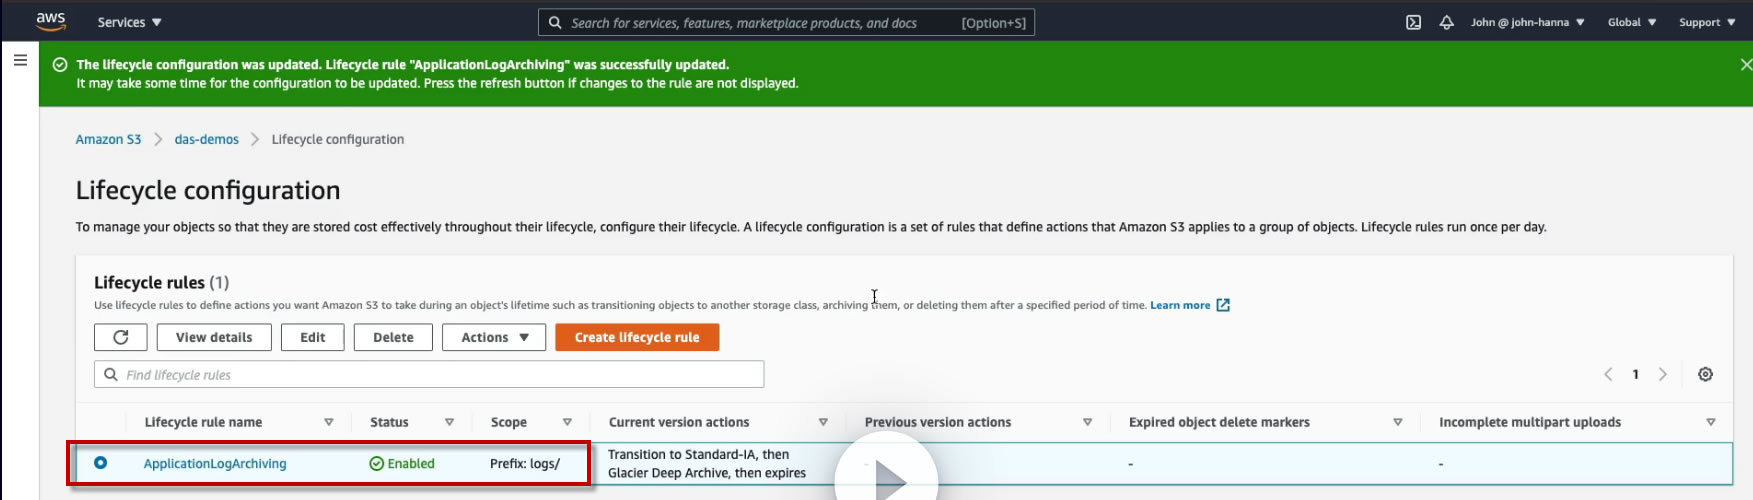 aws Services Search for services, features, marketplace products, and docs [Option+S] John @ john-hanna Global Support
The lifecycle configuration was updated. Lifecycle rule "ApplicationLogArchiving" was successfully updated.
It may take some time for the configuration to be updated. Press the refresh button if changes to the rule are not displayed.
Amazon S3 > das-demos > Lifecycle configuration
Lifecycle configuration
To manage your objects so that they are stored cost effectively throughout their lifecycle, configure their lifecycle. A lifecycle configuration is a set of rules that define actions that Amazon S3 applies to a group of objects. Lifecycle rules run once per day.
Lifecycle rules (1)
Use lifecycle rules to define actions you want Amazon S3 to take during an object's lifetime such as transitioning objects to another storage class, archiving them, or deleting them after a specified period of time. Learn more
View details Edit Delete Actions Create lifecycle rule
Find lifecycle rules < 1 >
Lifecycle rule name Status Scope Current version actions Previous version actions Expired object delete markers Incomplete multipart uploads
ApplicationLogArchiving Enabled Prefix: logs/ Transition to Standard-IA, then - - -
Glacier Deep Archive, then expires